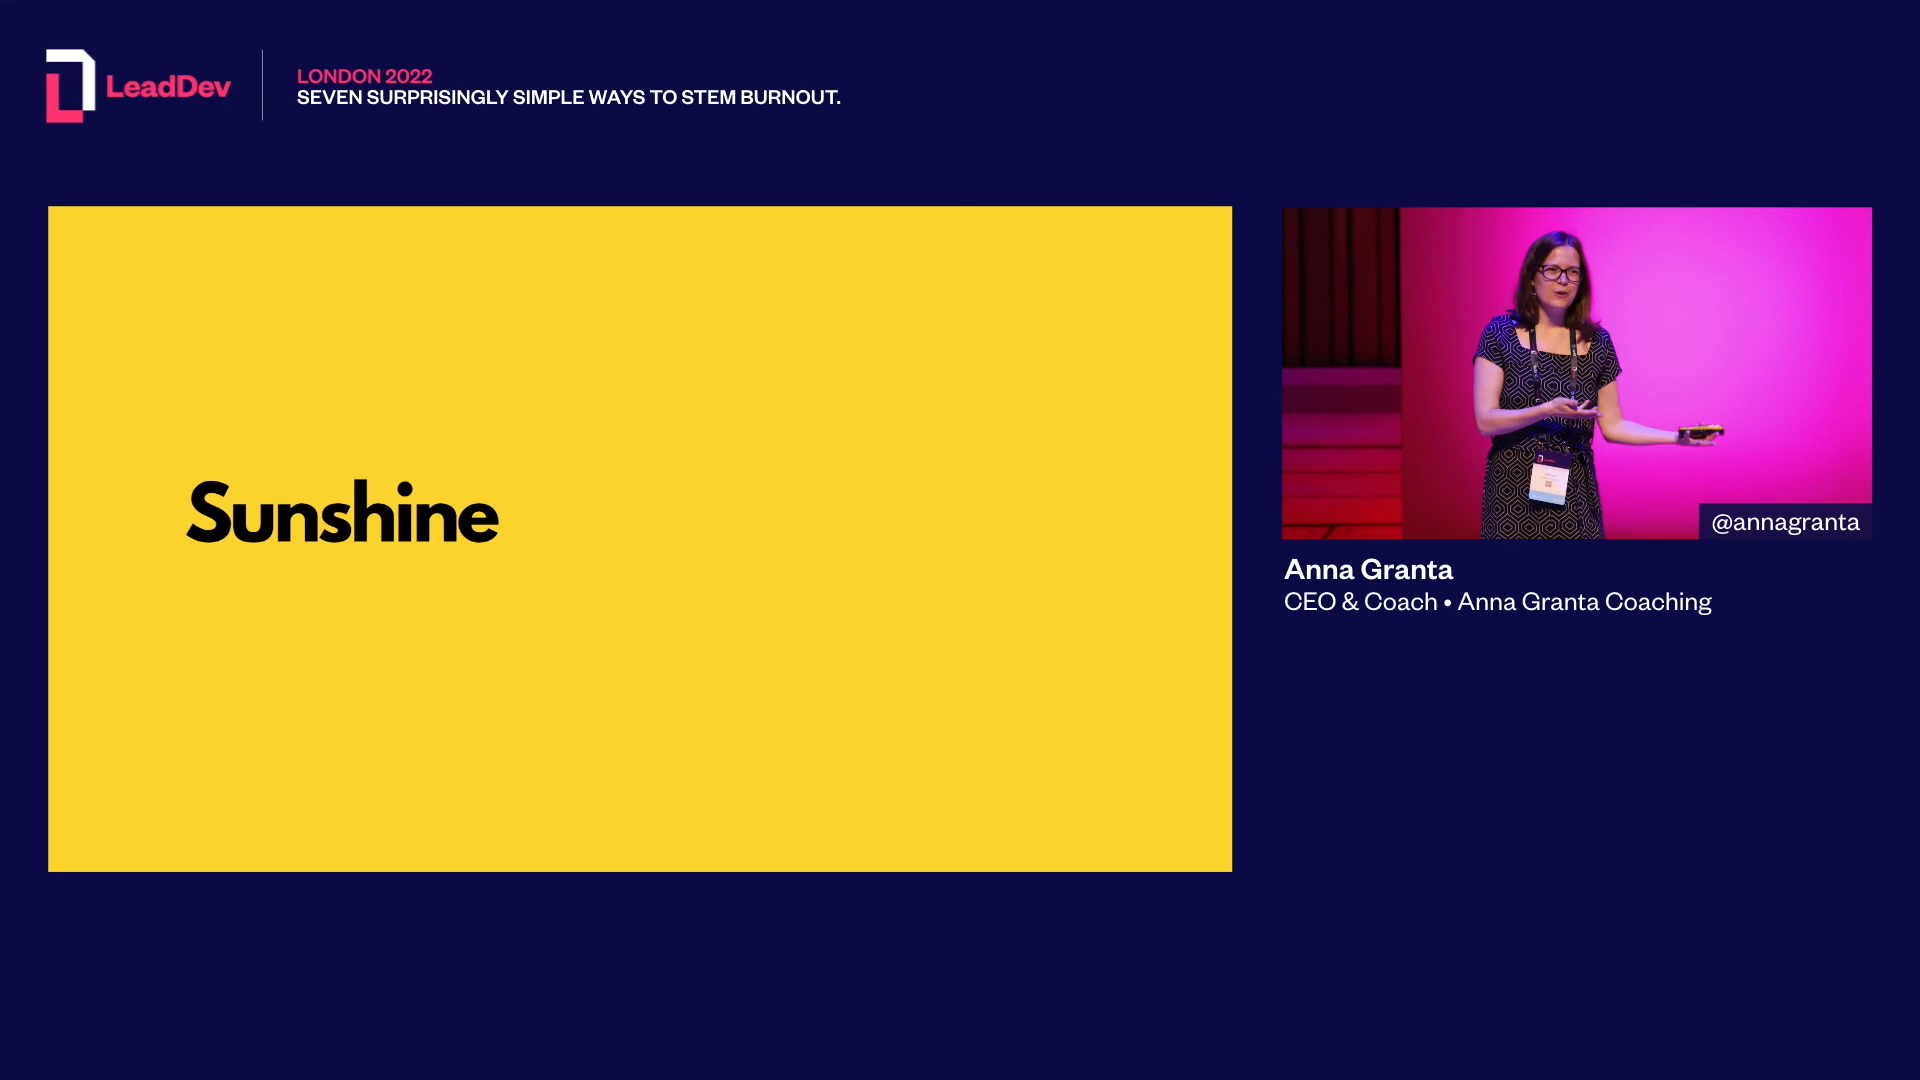 LeadDev
LONDON 2022
SEVEN SURPRISINGLY SIMPLE WAYS TO STEM BURNOUT.
Sunshine
@annagranta
Anna Granta
CEO & Coach • Anna Granta Coaching